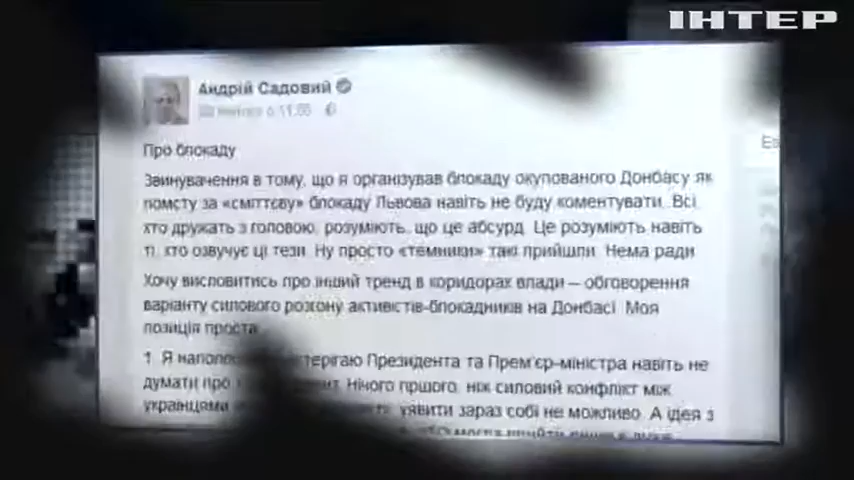 ІНТЕР
Андрій Садовий
Про блокаду
Звинувачення в тому, що я організував блокаду окупованого Донбасу як
помсту за «сміттєву» блокаду Львова навіть не буду коментувати. Всі,
хто дружать з головою, розуміють, що це абсурд. Це розуміють навіть
ті, хто озвучує ці тези. Ну просто «темники» такі прийшли. Нема ради.
Хочу висловитись про інший тренд в коридорах влади – обговорення
варіанту силового розгону активістів-блокадників на Донбасі. Моя
позиція проста
1. Я Президента та Прем'єр-міністра навіть не
думати про Нічого гіршого, ніж силовий конфлікт між
українцями уявити зараз собі не можливо. А ідея з